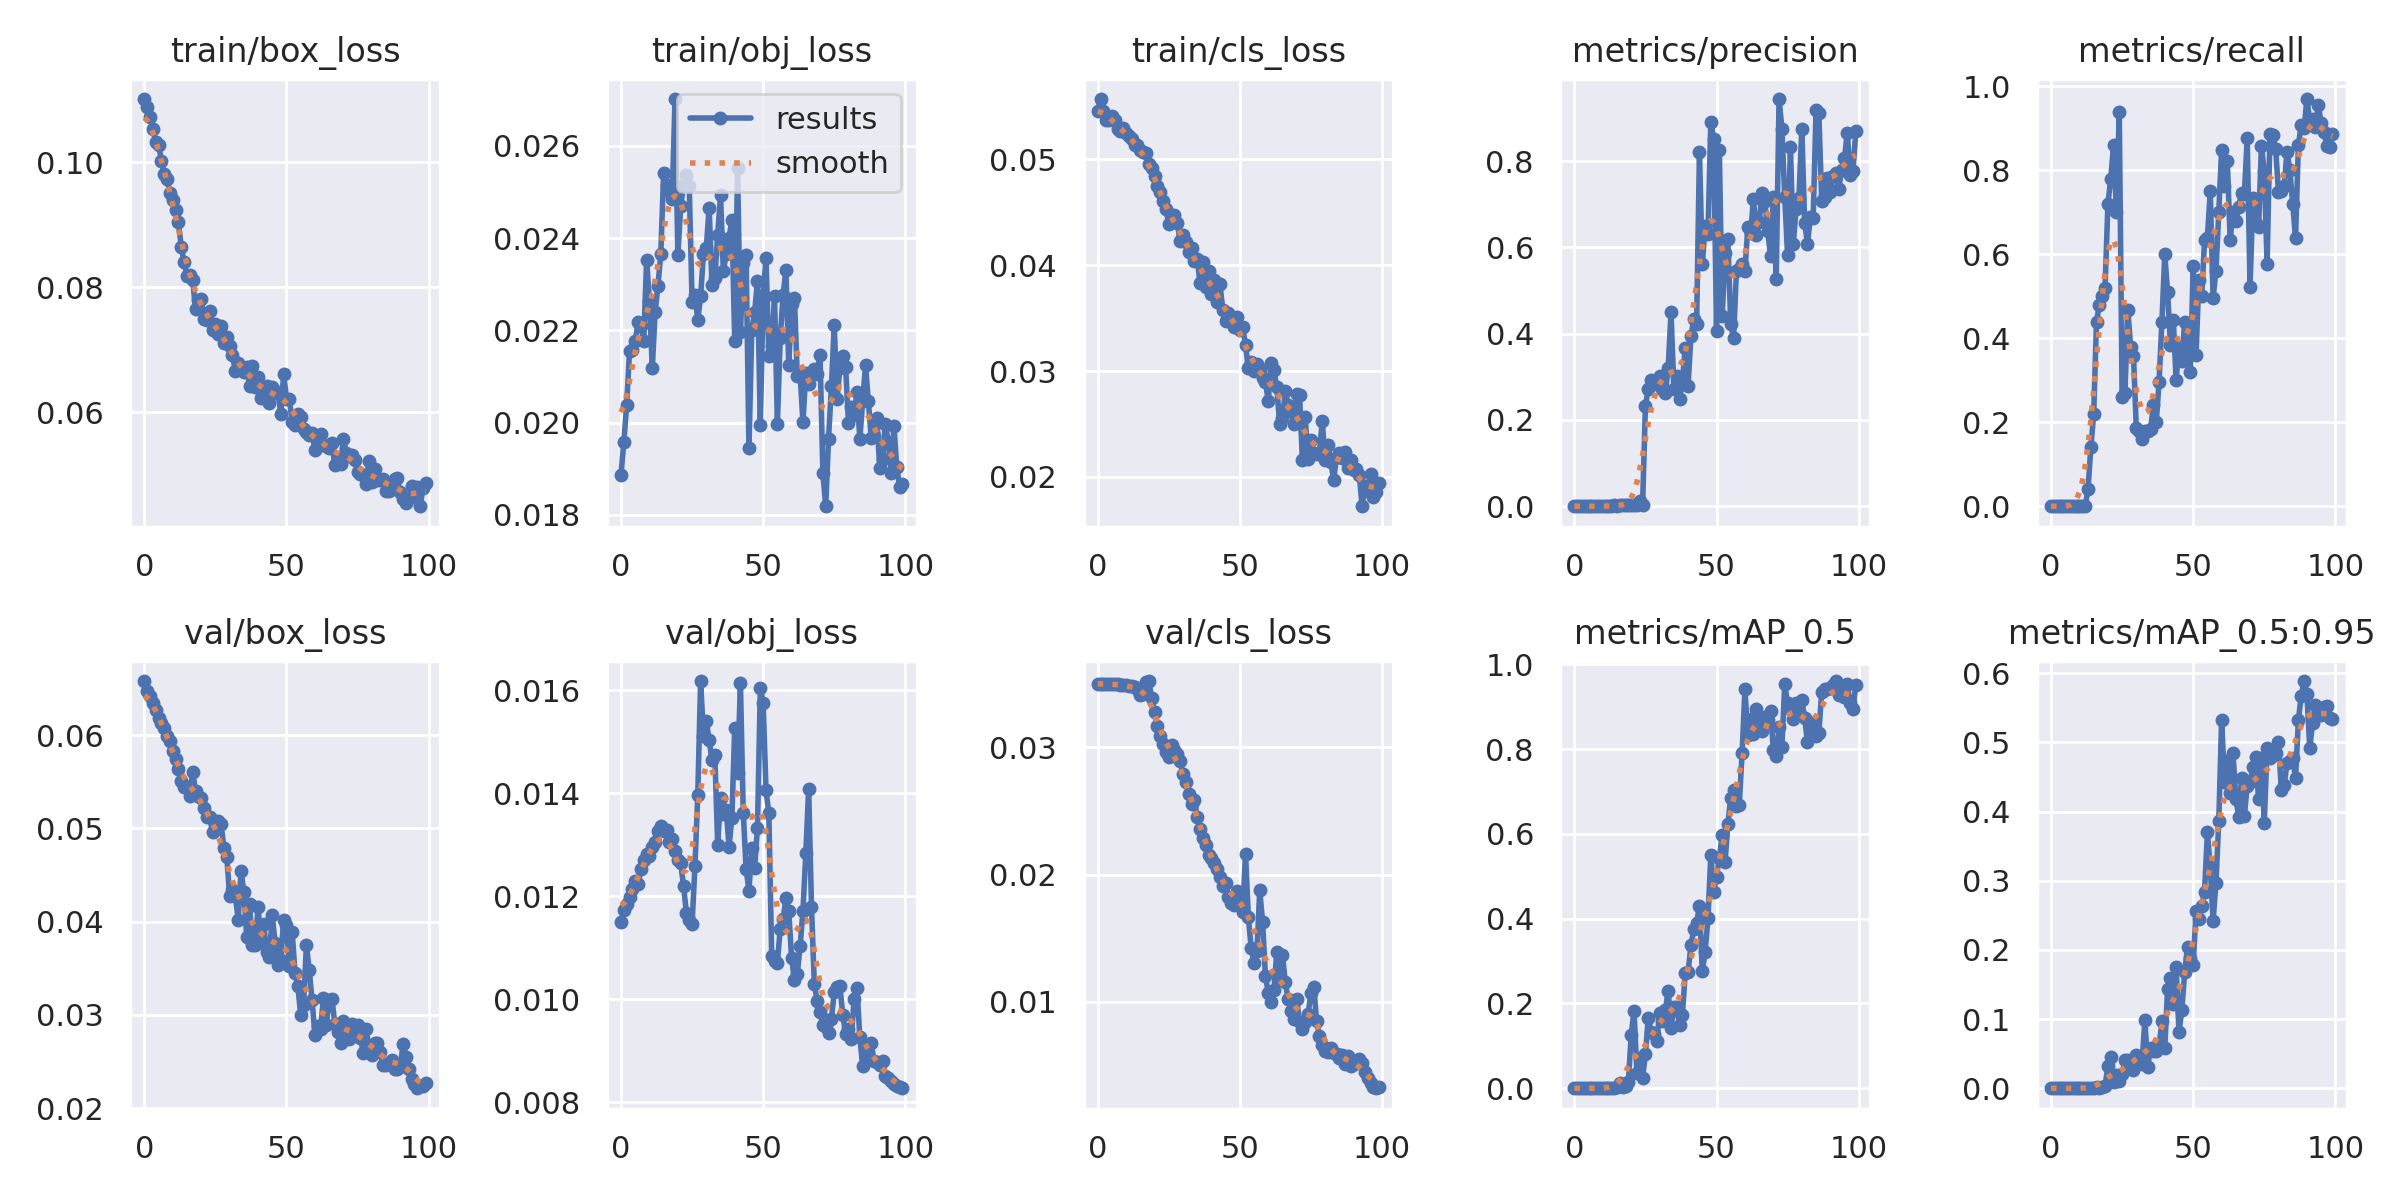 train/box_loss
train/obj_loss
train/cls_loss
metrics/precision
metrics/recall
0.10
0.08
0.06
0 50 100
results
smooth
0.026
0.024
0.022
0.020
0.018
0 50 100
0.05
0.04
0.03
0.02
0 50 100
0.8
0.6
0.4
0.2
0.0
0 50 100
1.0
0.8
0.6
0.4
0.2
0.0
0 50 100
val/box_loss
val/obj_loss
val/cls_loss
metrics/mAP_0.5
metrics/mAP_0.5:0.95
0.06
0.05
0.04
0.03
0.02
0 50 100
0.016
0.014
0.012
0.010
0.008
0 50 100
0.03
0.02
0.01
0 50 100
1.0
0.8
0.6
0.4
0.2
0.0
0 50 100
0.6
0.5
0.4
0.3
0.2
0.1
0.0
0 50 100